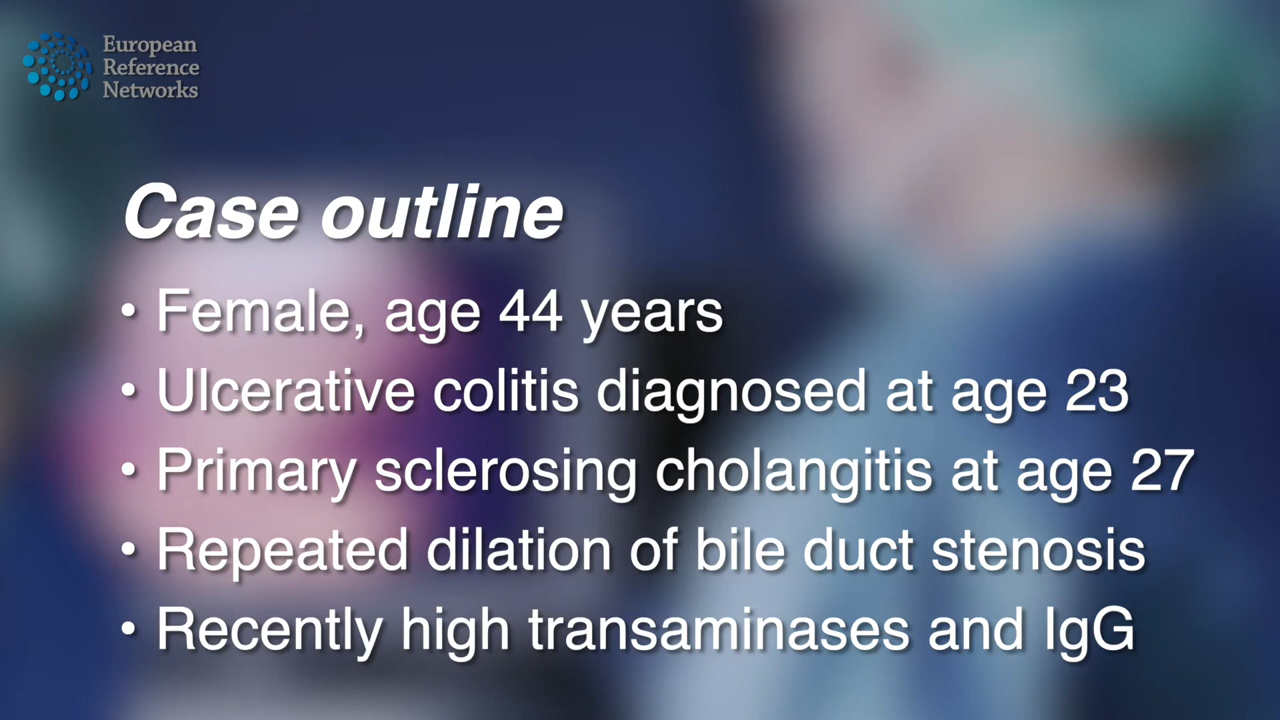 European
Reference
Networks
Case outline
• Female, age 44 years
• Ulcerative colitis diagnosed at age 23
• Primary sclerosing cholangitis at age 27
• Repeated dilation of bile duct stenosis
• Recently high transaminases and IgG